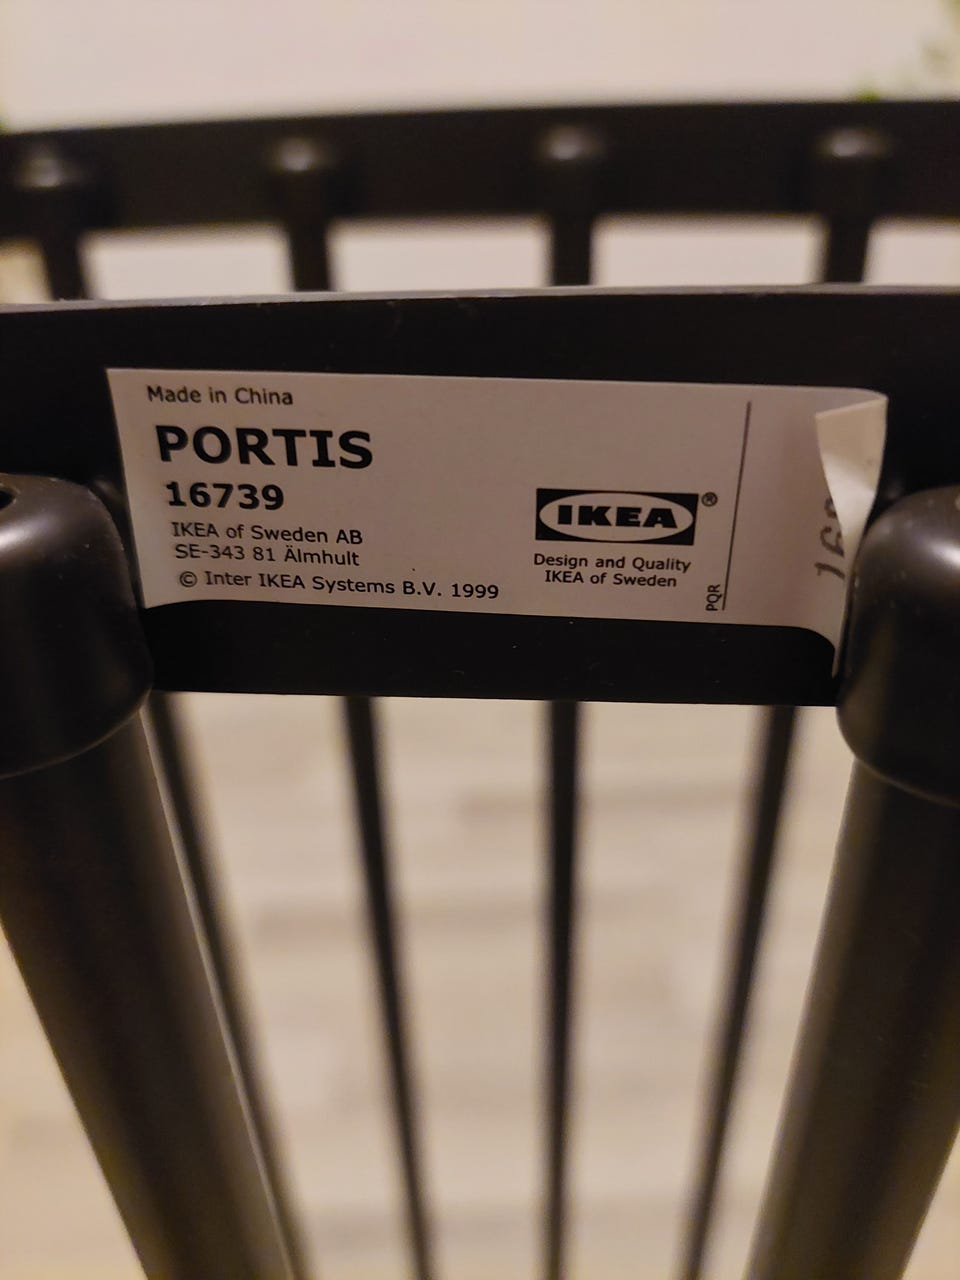 Made in China
PORTIS
16739
IKEA of Sweden AB
SE-343 81 Älmhult
© Inter IKEA Systems B.V. 1999
IKEA®
Design and Quality
IKEA of Sweden
PQR